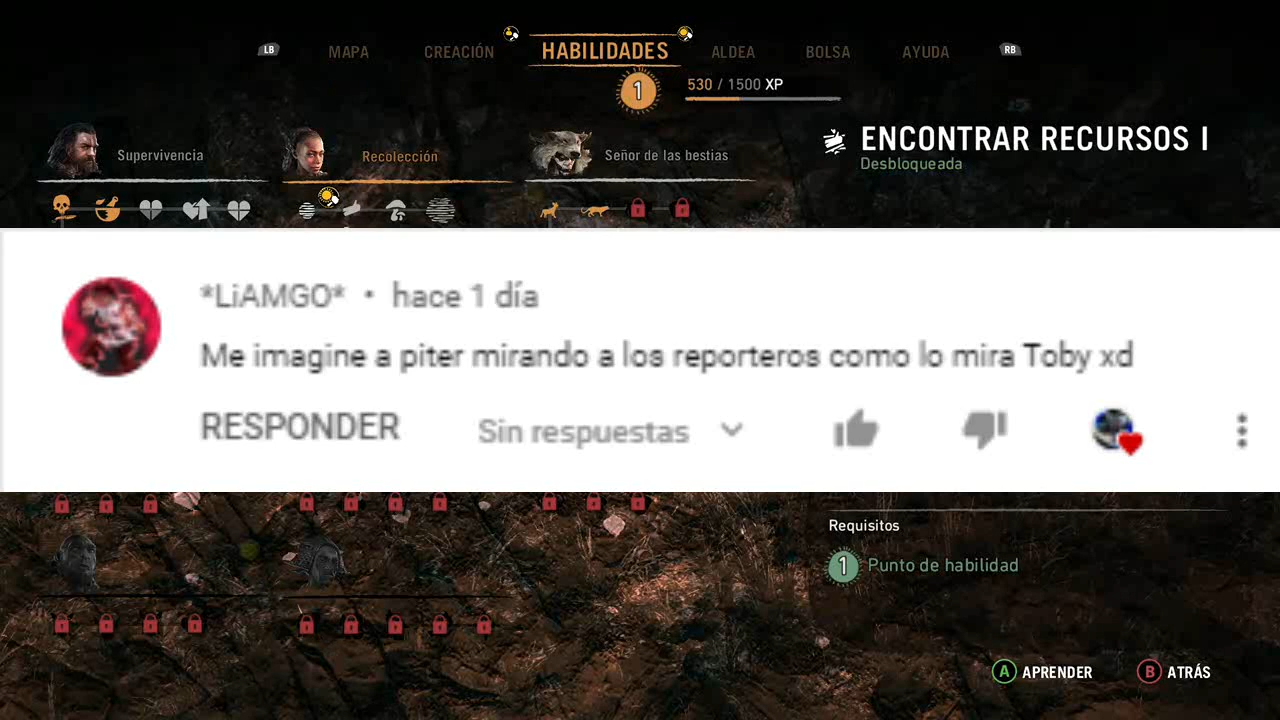 LB MAPA CREACIÓN HABILIDADES ALDEA BOLSA AYUDA RB
1 530 / 1500 XP
Supervivencia Recolección Señor de las bestias
ENCONTRAR RECURSOS I
Desbloqueada
*LiAMGO* • hace 1 día
Me imagine a piter mirando a los reporteros como lo mira Toby xd
RESPONDER Sin respuestas
Requisitos
1 Punto de habilidad
A APRENDER B ATRÁS